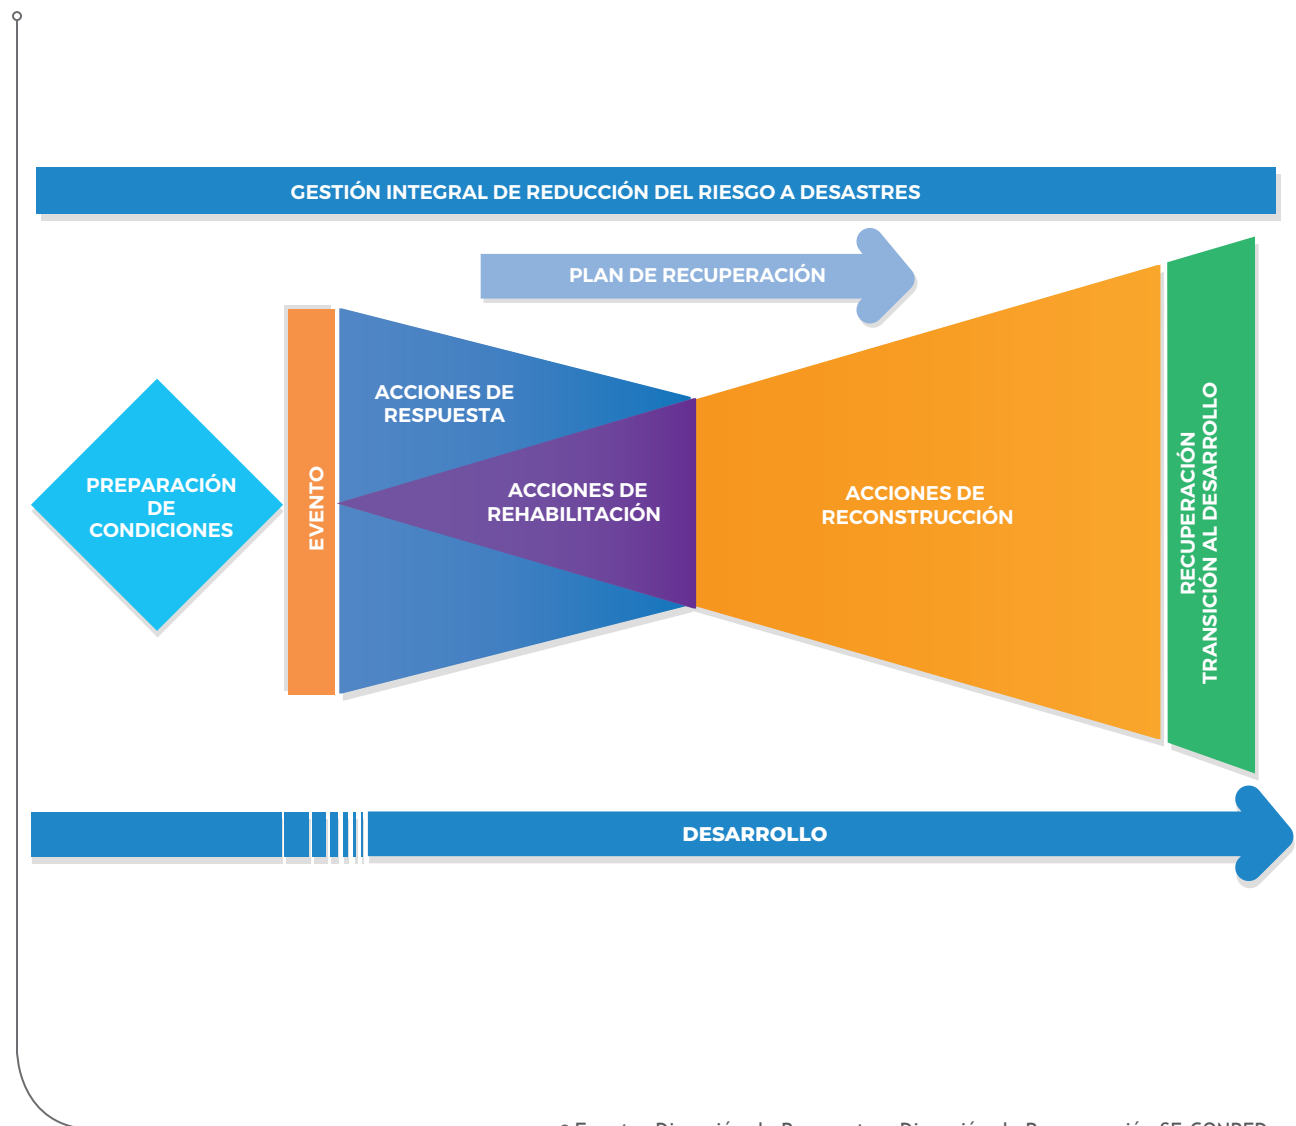 GESTIÓN INTEGRAL DE REDUCCIÓN DEL RIESGO A DESASTRES
PLAN DE RECUPERACIÓN
PREPARACIÓN
DE
CONDICIONES
EVENTO
ACCIONES DE
RESPUESTA
ACCIONES DE
REHABILITACIÓN
ACCIONES DE
RECONSTRUCCIÓN
RECUPERACIÓN
TRANSICIÓN AL DESARROLLO
DESARROLLO